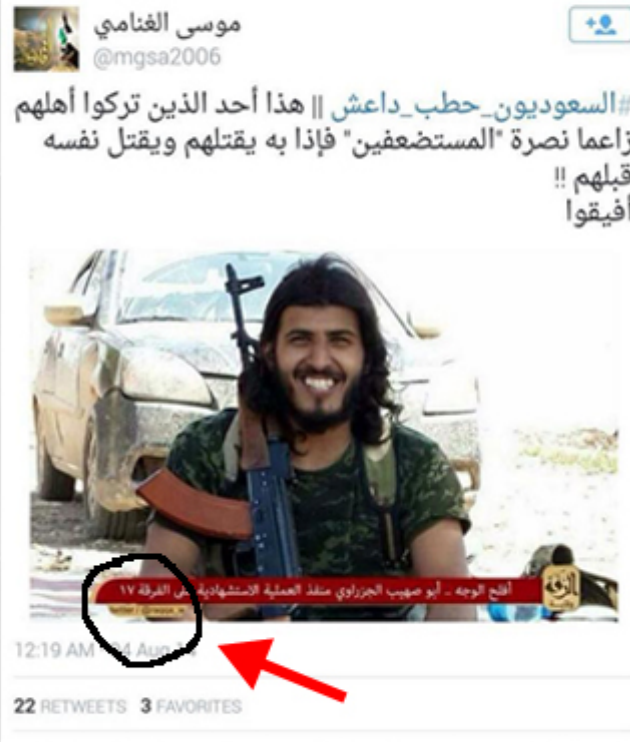 موسى الغنامي
@mgsa2006
#السعوديون_حطب_داعش || هذا أحد الذين تركوا أهلهم
زاعما نصرة "المستضعفين" فإذا به يقتلهم ويقتل نفسه
قبلهم !!
أفيقوا
أفلح الوجه .. أبو صهيب الجزراوي منفذ العملية الاستشهادية على الفرقة ١٧
الرقة
12:19 AM 04 Aug
22 RETWEETS 3 FAVORITES